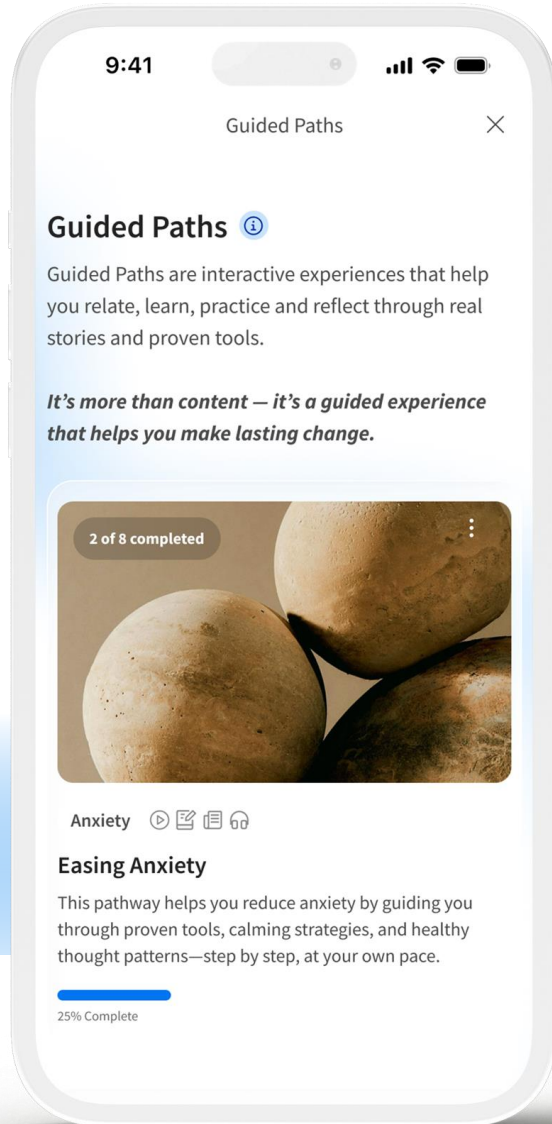 9:41
Guided Paths
Guided Paths
Guided Paths are interactive experiences that help
you relate, learn, practice and reflect through real
stories and proven tools.
It’s more than content — it’s a guided experience
that helps you make lasting change.
2 of 8 completed
Anxiety
Easing Anxiety
This pathway helps you reduce anxiety by guiding you
through proven tools, calming strategies, and healthy
thought patterns—step by step, at your own pace.
25% Complete